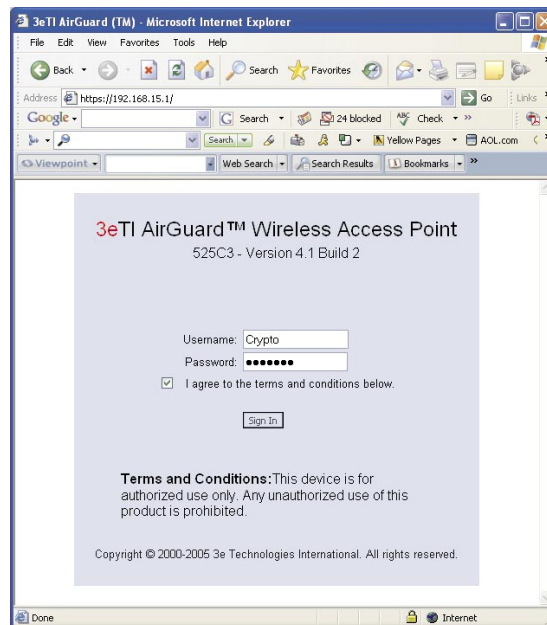 3eTI AirGuard (TM) - Microsoft Internet Explorer
File Edit View Favorites Tools Help
Back Search Favorites
Address https://192.168.15.1/ Go Links
Google Search 24 blocked Check
Search Yellow Pages AOL.com
Viewpoint Web Search Search Results Bookmarks
3eTI AirGuard™ Wireless Access Point
525C3 - Version 4.1 Build 2
Username: Crypto
Password: •••••••
I agree to the terms and conditions below.
Sign In
Terms and Conditions:This device is for
authorized use only. Any unauthorized use of this
product is prohibited.
Copyright © 2000-2005 3e Technologies International. All rights reserved.
Done Internet